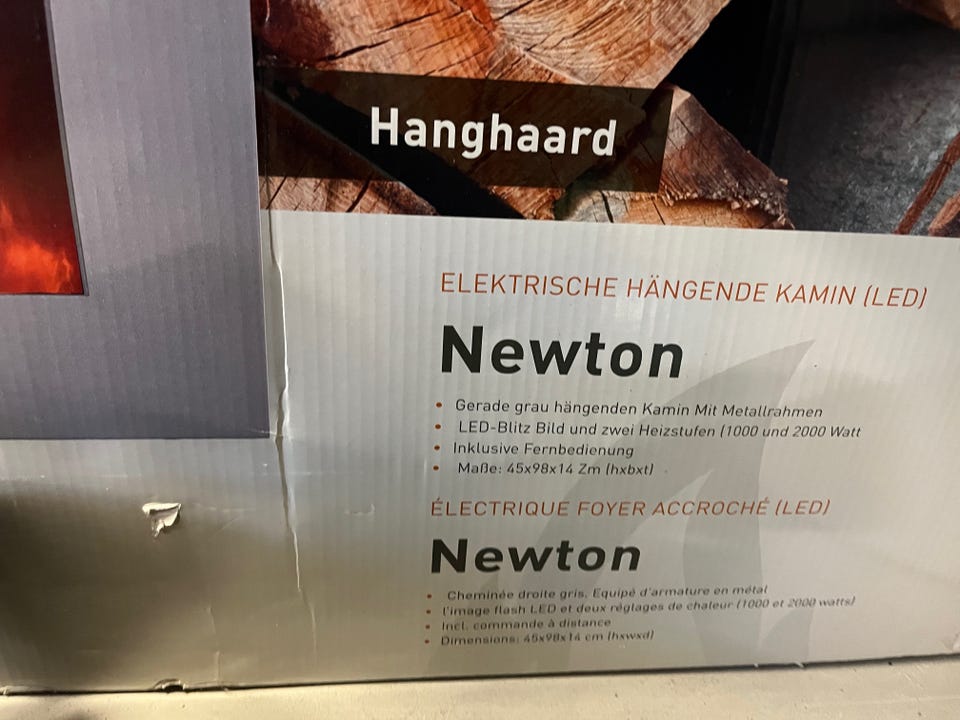 Hanghaard
ELEKTRISCHE HÄNGENDE KAMIN (LED)
Newton
• Gerade grau hängenden Kamin Mit Metallrahmen
• LED-Blitz Bild und zwei Heizstufen (1000 und 2000 Watt
• Inklusive Fernbedienung
• Maße: 45x98x14 Zm (hxbxt)
ÉLECTRIQUE FOYER ACCROCHÉ (LED)
Newton
• Cheminée droite gris. Equipé d'armature en métal
• l'image flash LED et deux réglages de chaleur (1000 et 2000 watts)
• Incl. commande à distance
• Dimensions: 45x98x14 cm (hxwxd)